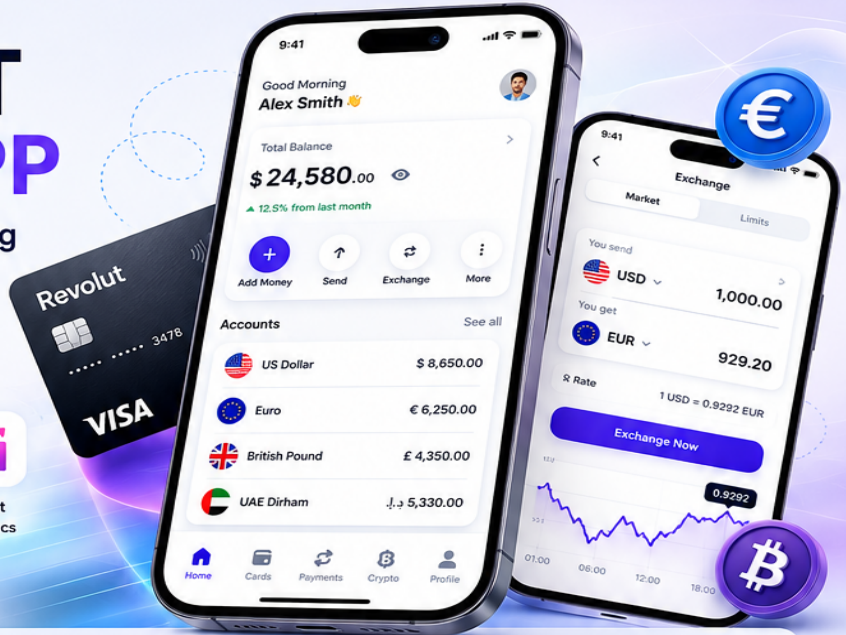 T
PP
g
t
cs
Revolut
3478
VISA
9:41
Good Morning
Alex Smith 👋
Total Balance
$ 24,580.00
12.5% from last month
Add Money
Send
Exchange
More
Accounts
See all
US Dollar
$ 8,650.00
Euro
€ 6,250.00
British Pound
£ 4,350.00
UAE Dirham
د.إ. 5,330.00
Home
Cards
Payments
Crypto
Profile
9:41
Exchange
Market
Limits
You send
USD
1,000.00
You get
EUR
929.20
Rate
1 USD = 0.9292 EUR
Exchange Now
0.9292
01:00
06:00
12:00
18:00
€